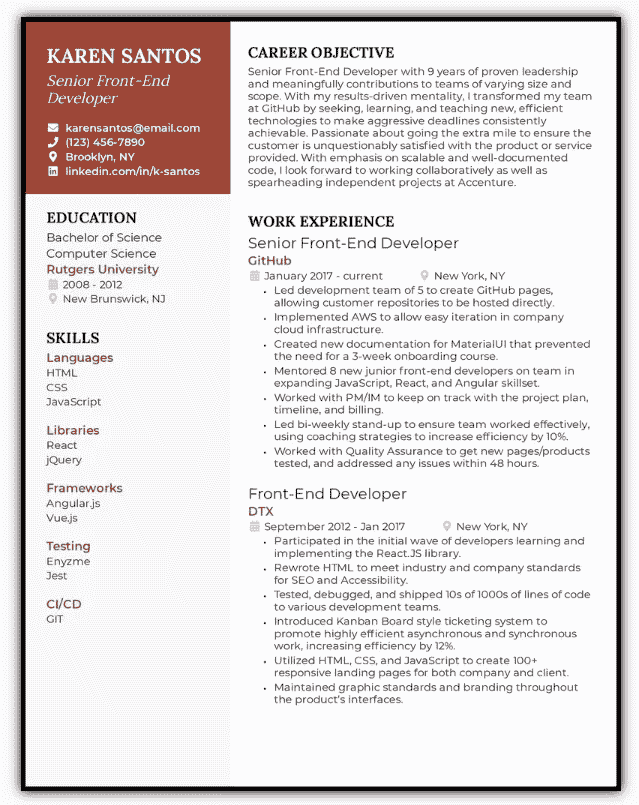 KAREN SANTOS
Senior Front-End
Developer
karensantos@email.com
(123) 456-7890
Brooklyn, NY
linkedin.com/in/k-santos
EDUCATION
Bachelor of Science
Computer Science
Rutgers University
2008 - 2012
New Brunswick, NJ
SKILLS
Languages
HTML
CSS
JavaScript
Libraries
React
jQuery
Frameworks
Angular.js
Vue.js
Testing
Enyzme
Jest
CI/CD
GIT
CAREER OBJECTIVE
Senior Front-End Developer with 9 years of proven leadership
and meaningfully contributions to teams of varying size and
scope. With my results-driven mentality, I transformed my team
at GitHub by seeking, learning, and teaching new, efficient
technologies to make aggressive deadlines consistently
achievable. Passionate about going the extra mile to ensure the
customer is unquestionably satisfied with the product or service
provided. With emphasis on scalable and well-documented
code, I look forward to working collaboratively as well as
spearheading independent projects at Accenture.
WORK EXPERIENCE
Senior Front-End Developer
GitHub
January 2017 - current New York, NY
• Led development team of 5 to create GitHub pages,
allowing customer repositories to be hosted directly.
• Implemented AWS to allow easy iteration in company
cloud infrastructure.
• Created new documentation for MaterialUI that prevented
the need for a 3-week onboarding course.
• Mentored 8 new junior front-end developers on team in
expanding JavaScript, React, and Angular skillset.
• Worked with PM/IM to keep on track with the project plan,
timeline, and billing.
• Led bi-weekly stand-up to ensure team worked effectively,
using coaching strategies to increase efficiency by 10%.
• Worked with Quality Assurance to get new pages/products
tested, and addressed any issues within 48 hours.
Front-End Developer
DTX
September 2012 - Jan 2017 New York, NY
• Participated in the initial wave of developers learning and
implementing the React.JS library.
• Rewrote HTML to meet industry and company standards
for SEO and Accessibility.
• Tested, debugged, and shipped 10s of 1000s of lines of code
to various development teams.
• Introduced Kanban Board style ticketing system to
promote highly efficient asynchronous and synchronous
work, increasing efficiency by 12%.
• Utilized HTML, CSS, and JavaScript to create 100+
responsive landing pages for both company and client.
• Maintained graphic standards and branding throughout
the product's interfaces.